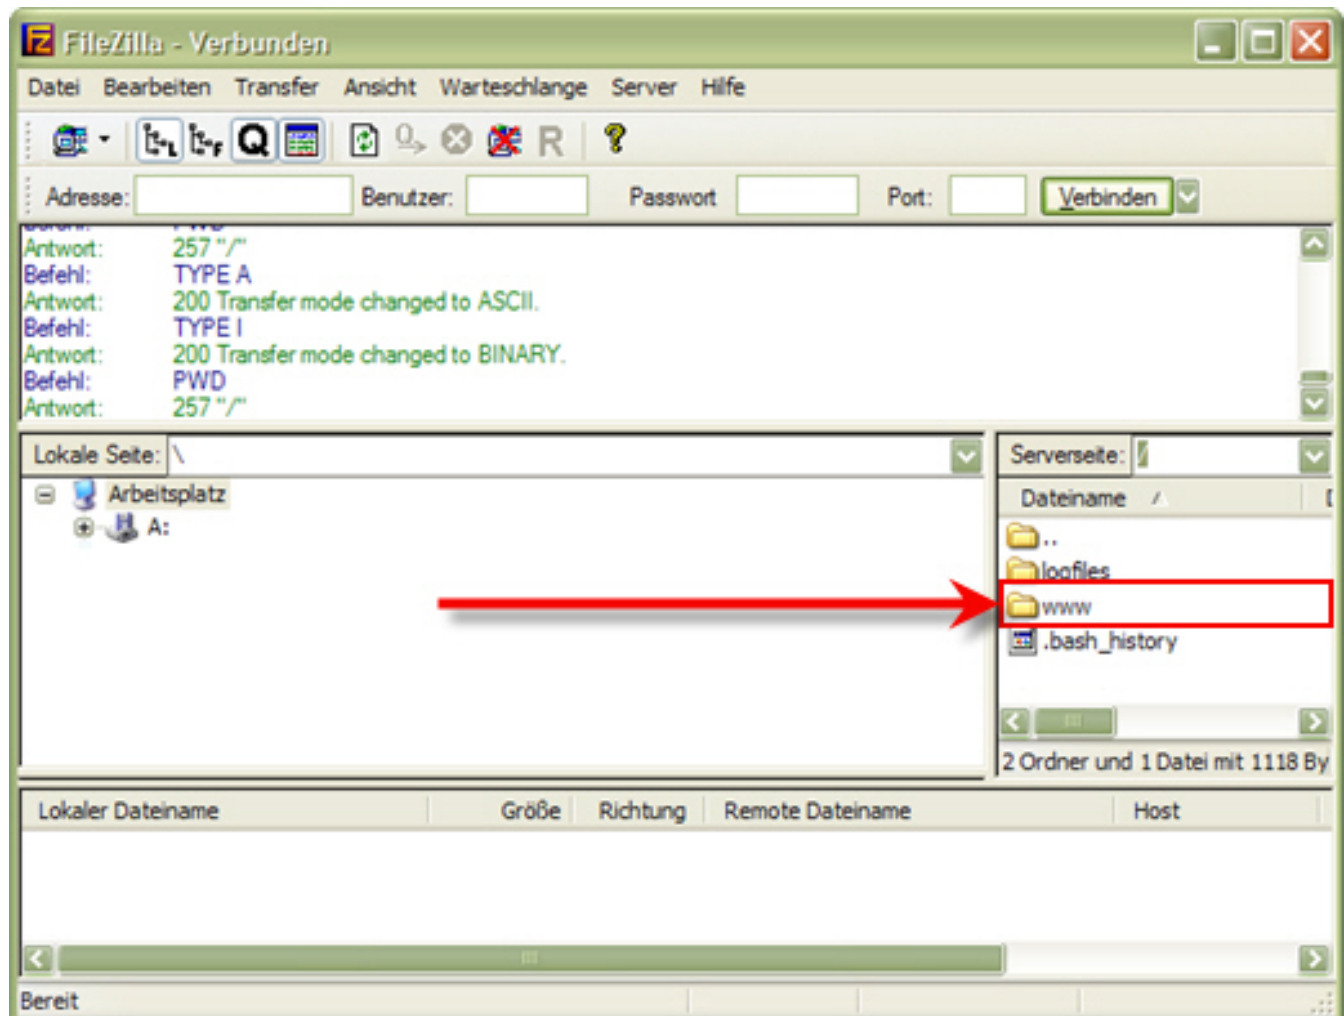 FileZilla - Verbunden
Datei Bearbeiten Transfer Ansicht Warteschlange Server Hilfe
Adresse: Benutzer: Passwort Port: Verbinden
PWD
Antwort: 257 "/"
Befehl: TYPE A
Antwort: 200 Transfer mode changed to ASCII.
Befehl: TYPE I
Antwort: 200 Transfer mode changed to BINARY.
Befehl: PWD
Antwort: 257 "/"
Lokale Seite: \
Arbeitsplatz
A:
Serverseite: /
Dateiname
..
logfiles
www
.bash_history
2 Ordner und 1 Datei mit 1118 By
Lokaler Dateiname Größe Richtung Remote Dateiname Host
Bereit